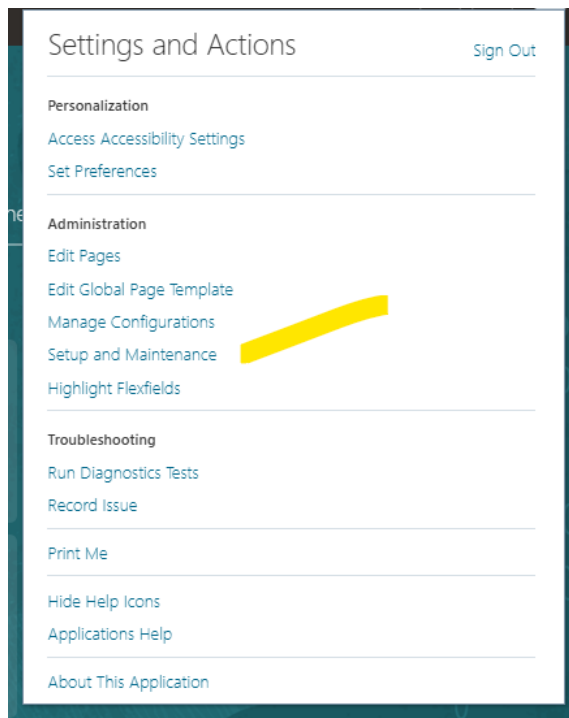 Settings and Actions
Sign Out
Personalization
Access Accessibility Settings
Set Preferences
Administration
Edit Pages
Edit Global Page Template
Manage Configurations
Setup and Maintenance
Highlight Flexfields
Troubleshooting
Run Diagnostics Tests
Record Issue
Print Me
Hide Help Icons
Applications Help
About This Application